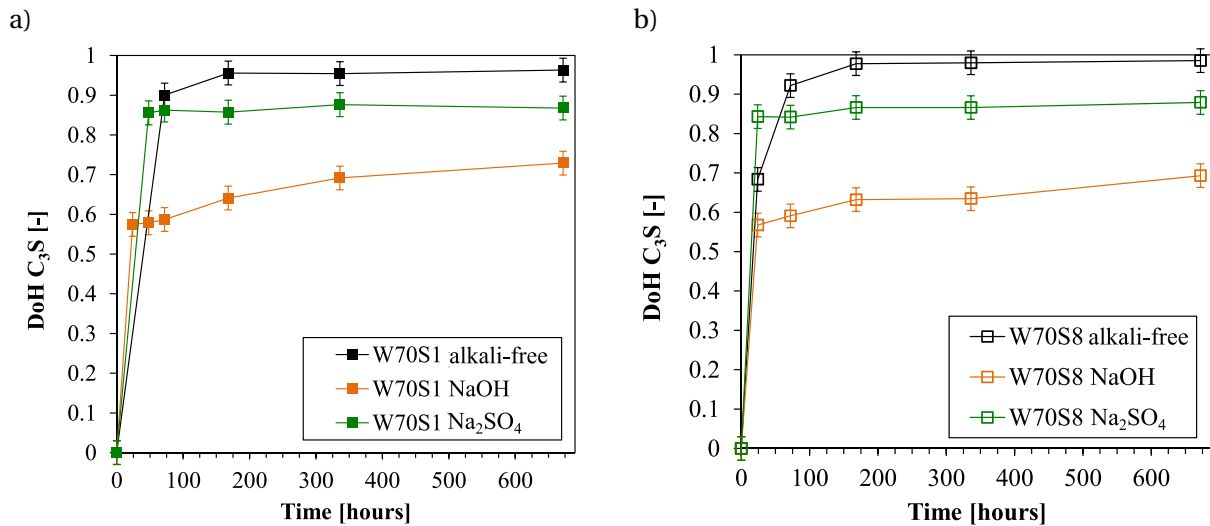 a)
1
0.9
0.8
0.7
0.6
0.5
0.4
0.3
0.2
0.1
0
DoH C₃S [-]
W70S1 alkali-free
W70S1 NaOH
W70S1 Na₂SO₄
0 100 200 300 400 500 600
Time [hours]
b)
1
0.9
0.8
0.7
0.6
0.5
0.4
0.3
0.2
0.1
0
DoH C₃S [-]
W70S8 alkali-free
W70S8 NaOH
W70S8 Na₂SO₄
0 100 200 300 400 500 600
Time [hours]